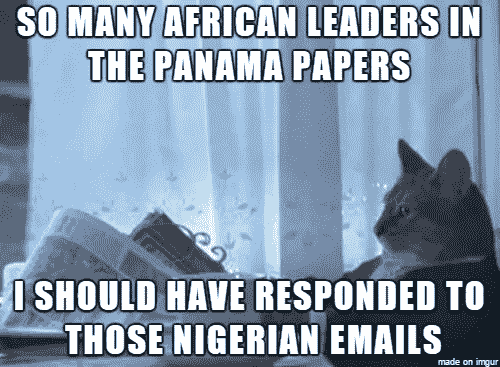 SO MANY AFRICAN LEADERS IN
THE PANAMA PAPERS
I SHOULD HAVE RESPONDED TO
THOSE NIGERIAN EMAILS
made on imgur